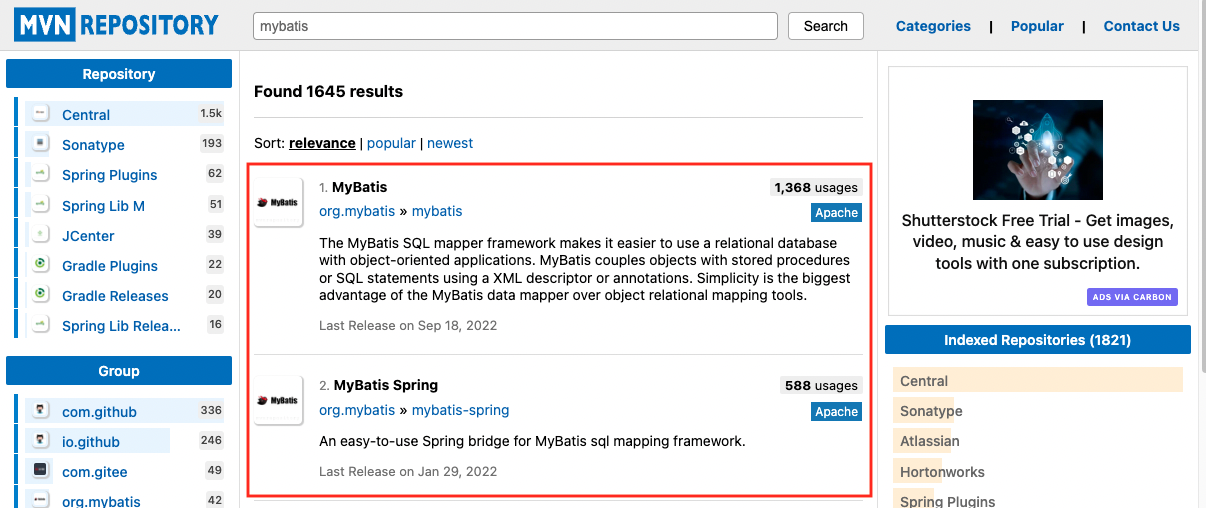 MVN REPOSITORY
mybatis
Search
Categories | Popular | Contact Us
Repository
Central 1.5k
Sonatype 193
Spring Plugins 62
Spring Lib M 51
JCenter 39
Gradle Plugins 22
Gradle Releases 20
Spring Lib Relea... 16
Group
com.github 336
io.github 246
com.gitee 49
org.mybatis 42
Found 1645 results
Sort: relevance | popular | newest
MyBatis
1. MyBatis 1,368 usages
org.mybatis » mybatis Apache
The MyBatis SQL mapper framework makes it easier to use a relational database
with object-oriented applications. MyBatis couples objects with stored procedures
or SQL statements using a XML descriptor or annotations. Simplicity is the biggest
advantage of the MyBatis data mapper over object relational mapping tools.
Last Release on Sep 18, 2022
MyBatis
2. MyBatis Spring 588 usages
org.mybatis » mybatis-spring Apache
An easy-to-use Spring bridge for MyBatis sql mapping framework.
Last Release on Jan 29, 2022
Shutterstock Free Trial - Get images,
video, music & easy to use design
tools with one subscription.
ADS VIA CARBON
Indexed Repositories (1821)
Central
Sonatype
Atlassian
Hortonworks
Spring Plugins